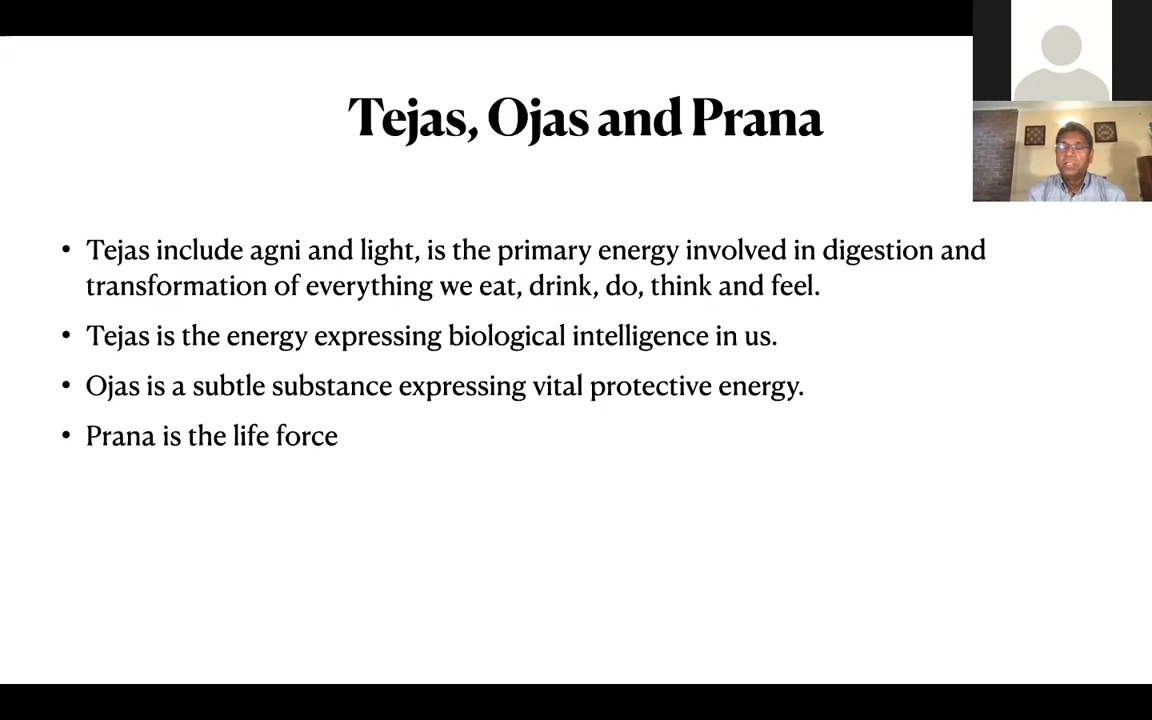 Tejas, Ojas and Prana
• Tejas include agni and light, is the primary energy involved in digestion and
transformation of everything we eat, drink, do, think and feel.
• Tejas is the energy expressing biological intelligence in us.
• Ojas is a subtle substance expressing vital protective energy.
• Prana is the life force